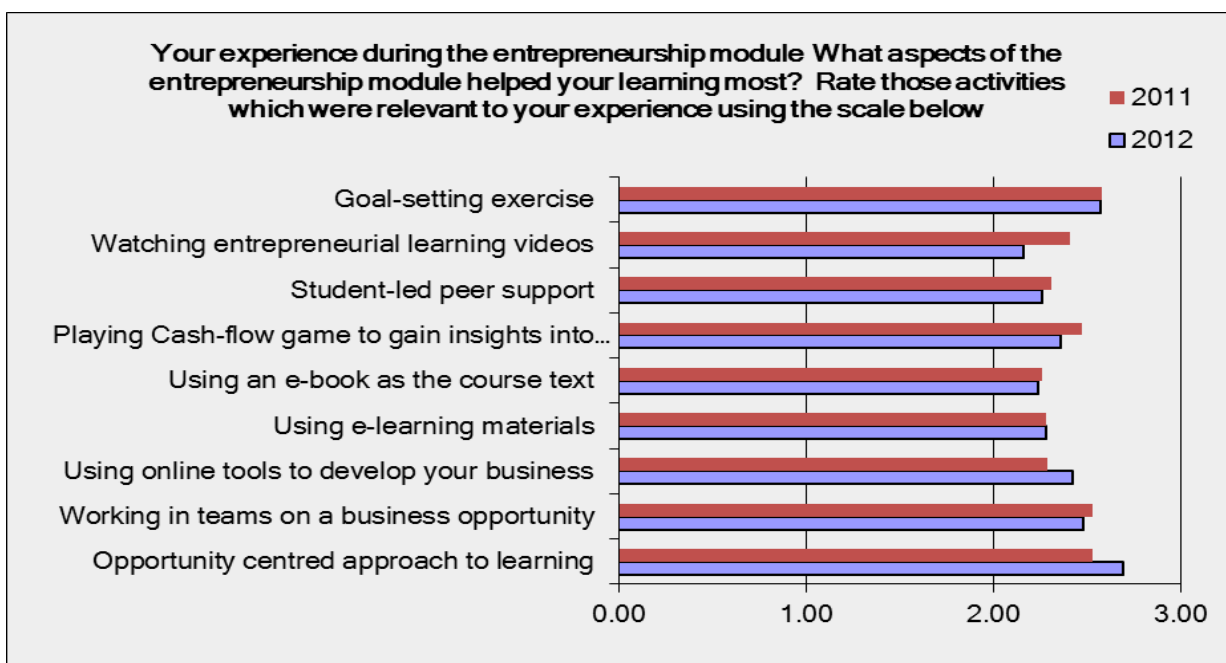 Your experience during the entrepreneurship module What aspects of the
entrepreneurship module helped your learning most? Rate those activities
which were relevant to your experience using the scale below
2011
2012
Goal-setting exercise
Watching entrepreneurial learning videos
Student-led peer support
Playing Cash-flow game to gain insights into...
Using an e-book as the course text
Using e-learning materials
Using online tools to develop your business
Working in teams on a business opportunity
Opportunity centred approach to learning
0.00 1.00 2.00 3.00